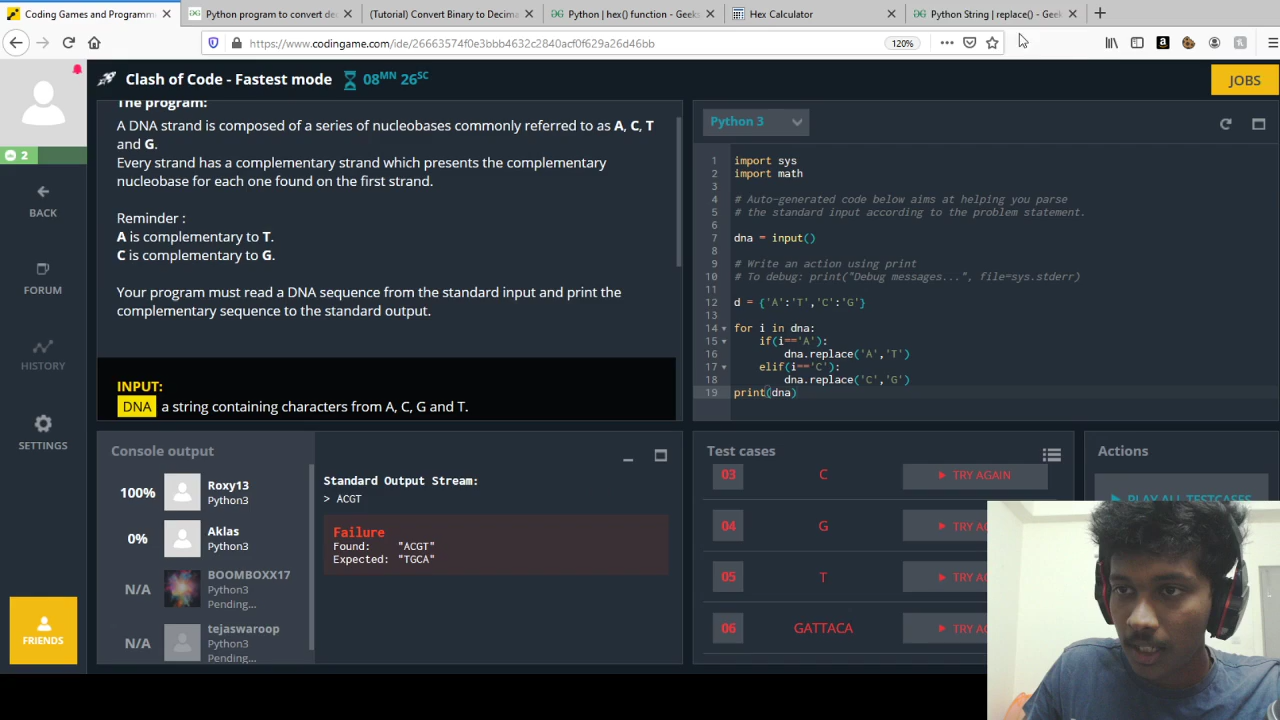 Coding Games and Programmi
Python program to convert de
(Tutorial) Convert Binary to Decima
Python | hex() function - Geeks
Hex Calculator
Python String | replace() - Geek
https://www.codingame.com/ide/26663574f0e3bbb4632c2840acf0f629a26d46bb
120%
Clash of Code - Fastest mode
08MN 26SC
JOBS
2
BACK
FORUM
HISTORY
SETTINGS
FRIENDS
The program:
A DNA strand is composed of a series of nucleobases commonly referred to as A, C, T
and G.
Every strand has a complementary strand which presents the complementary
nucleobase for each one found on the first strand.
Reminder :
A is complementary to T.
C is complementary to G.
Your program must read a DNA sequence from the standard input and print the
complementary sequence to the standard output.
INPUT:
DNA a string containing characters from A, C, G and T.
Python 3
1 import sys
2 import math
3
4 # Auto-generated code below aims at helping you parse
5 # the standard input according to the problem statement.
6
7 dna = input()
8
9 # Write an action using print
10 # To debug: print("Debug messages...", file=sys.stderr)
11
12 d = {'A':'T','C':'G'}
13
14 for i in dna:
15 if(i=='A'):
16 dna.replace('A','T')
17 elif(i=='C'):
18 dna.replace('C','G')
19 print(dna)
Console output
100% Roxy13
Python3
0% Aklas
Python3
N/A BOOMBOXX17
Python3
Pending...
N/A tejaswaroop
Python3
Pending...
Standard Output Stream:
> ACGT
Failure
Found: "ACGT"
Expected: "TGCA"
Test cases
03 C TRY AGAIN
04 G TRY A
05 T TRY A
06 GATTACA TRY A
Actions
PLAY ALL TESTCASES